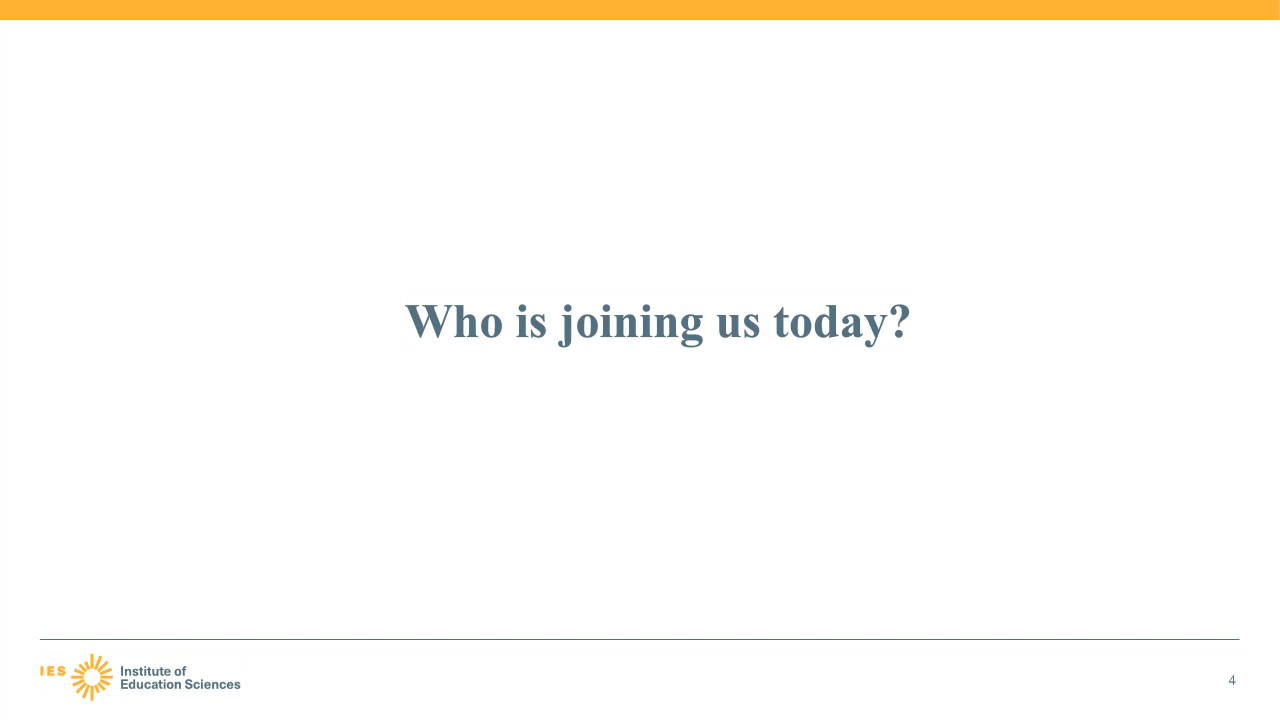 Who is joining us today?
IES
Institute of
Education Sciences
4